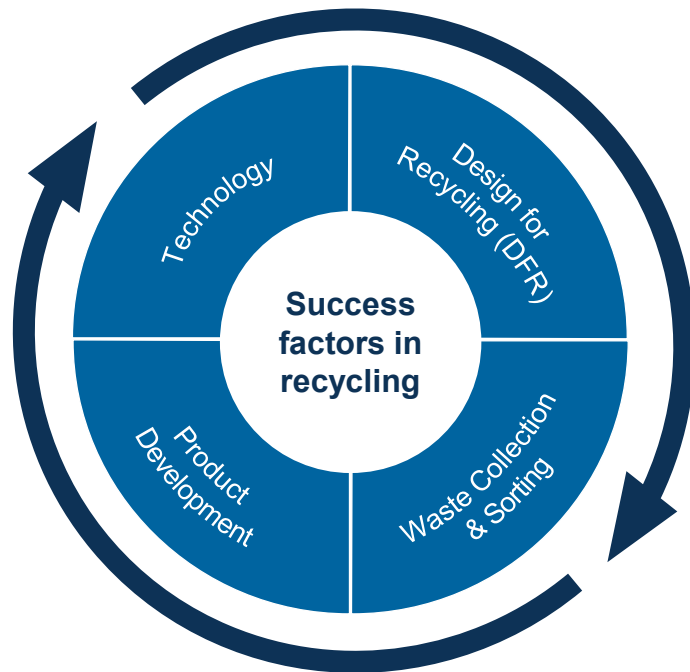 Technology
Design for
Recycling (DFR)
Success
factors in
recycling
Product
Development
Waste Collection
& Sorting